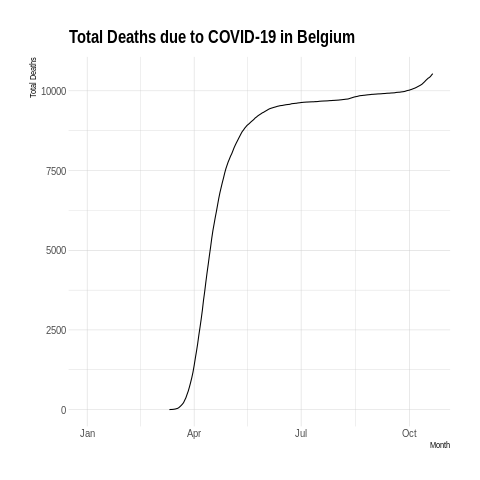 Total Deaths due to COVID-19 in Belgium
Total Deaths
10000
7500
5000
2500
0
Jan Apr Jul Oct
Month